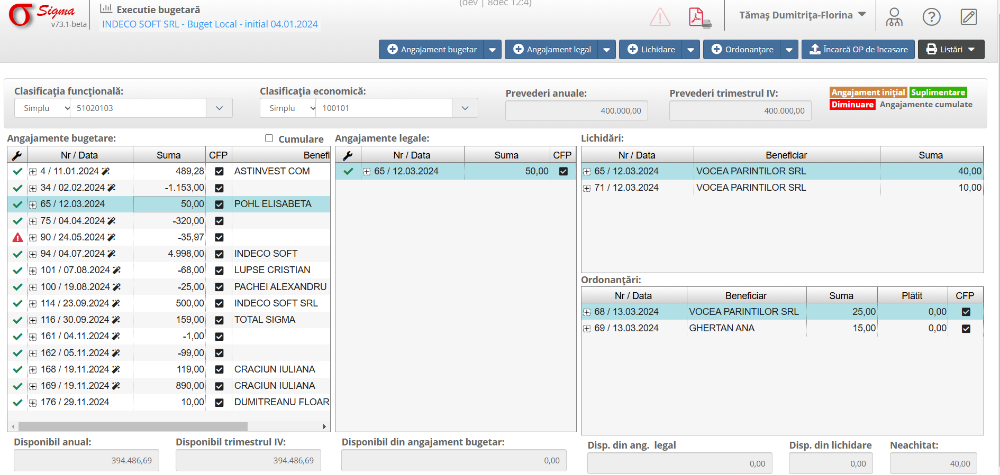 (dev | 8dec 12:4)
σ Sigma
v73.1-beta
Execuție bugetară
INDECO SOFT SRL - Buget Local - initial 04.01.2024
Tămaş Dumitriţa-Florina
Angajament bugetar
Angajament legal
Lichidare
Ordonanţare
Încarcă OP de încasare
Listări
Clasificaţia funcţională:
Simplu 51020103
Clasificaţia economică:
Simplu 100101
Prevederi anuale:
400.000,00
Prevederi trimestrul IV:
400.000,00
Angajament iniţial Suplimentare
Diminuare Angajamente cumulate
Angajamente bugetare: Cumulare
Nr / Data Suma CFP Benefi
4 / 11.01.2024 489,28 ASTINVEST COM
34 / 02.02.2024 -1.153,00
65 / 12.03.2024 50,00 POHL ELISABETA
75 / 04.04.2024 -320,00
90 / 24.05.2024 -35,97
94 / 04.07.2024 4.998,00 INDECO SOFT
101 / 07.08.2024 -68,00 LUPSE CRISTIAN
100 / 19.08.2024 -25,00 PACHEI ALEXANDRU
114 / 23.09.2024 500,00 INDECO SOFT SRL
116 / 30.09.2024 159,00 TOTAL SIGMA
161 / 04.11.2024 -1,00
162 / 05.11.2024 -99,00
168 / 19.11.2024 119,00 CRACIUN IULIANA
169 / 19.11.2024 890,00 CRACIUN IULIANA
176 / 29.11.2024 10,00 DUMITREANU FLOAR
Angajamente legale:
Nr / Data Suma CFP
65 / 12.03.2024 50,00
Lichidări:
Nr / Data Beneficiar Suma
65 / 12.03.2024 VOCEA PARINTILOR SRL 40,00
71 / 12.03.2024 VOCEA PARINTILOR SRL 10,00
Ordonanţări:
Nr / Data Beneficiar Suma Plătit CFP
68 / 13.03.2024 VOCEA PARINTILOR SRL 25,00 0,00
69 / 13.03.2024 GHERTAN ANA 15,00 0,00
Disponibil anual:
394.486,69
Disponibil trimestrul IV:
394.486,69
Disponibil din angajament bugetar:
0,00
Disp. din ang. legal
0,00
Disp. din lichidare
0,00
Neachitat:
40,00